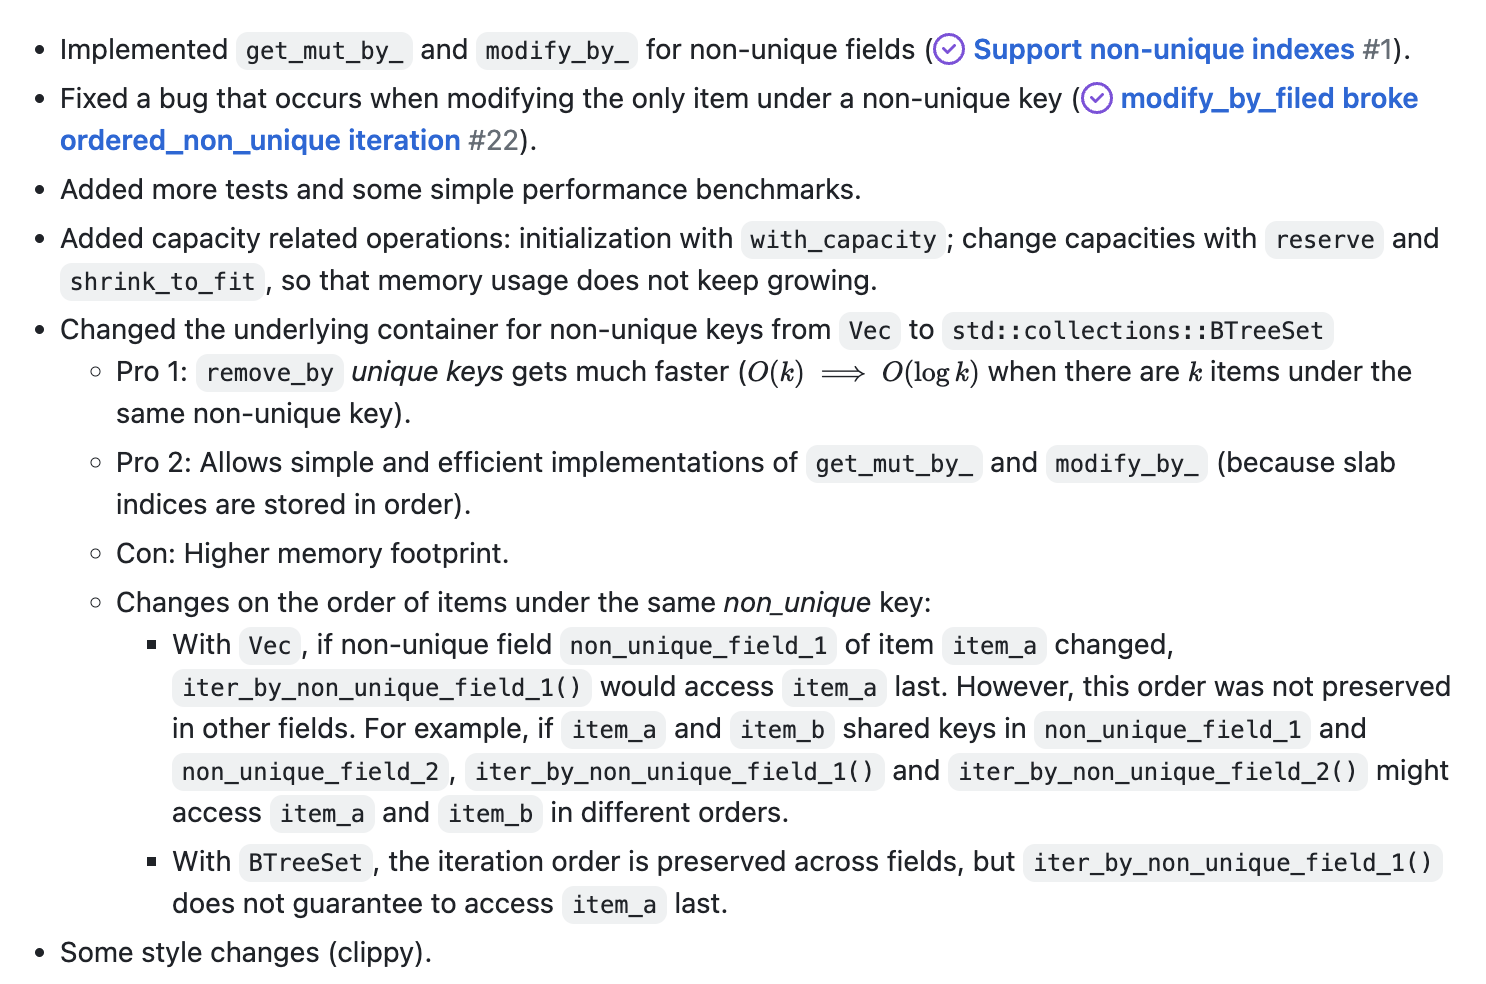 • Implemented get_mut_by_ and modify_by_ for non-unique fields (Support non-unique indexes #1).
• Fixed a bug that occurs when modifying the only item under a non-unique key (modify_by_filed broke
ordered_non_unique iteration #22).
• Added more tests and some simple performance benchmarks.
• Added capacity related operations: initialization with with_capacity; change capacities with reserve and
shrink_to_fit, so that memory usage does not keep growing.
• Changed the underlying container for non-unique keys from Vec to std::collections::BTreeSet
◦ Pro 1: remove_by unique keys gets much faster (O(k) ⟹ O(log k) when there are k items under the
same non-unique key).
◦ Pro 2: Allows simple and efficient implementations of get_mut_by_ and modify_by_ (because slab
indices are stored in order).
◦ Con: Higher memory footprint.
◦ Changes on the order of items under the same non_unique key:
▪ With Vec, if non-unique field non_unique_field_1 of item item_a changed,
iter_by_non_unique_field_1() would access item_a last. However, this order was not preserved
in other fields. For example, if item_a and item_b shared keys in non_unique_field_1 and
non_unique_field_2, iter_by_non_unique_field_1() and iter_by_non_unique_field_2() might
access item_a and item_b in different orders.
▪ With BTreeSet, the iteration order is preserved across fields, but iter_by_non_unique_field_1()
does not guarantee to access item_a last.
• Some style changes (clippy).